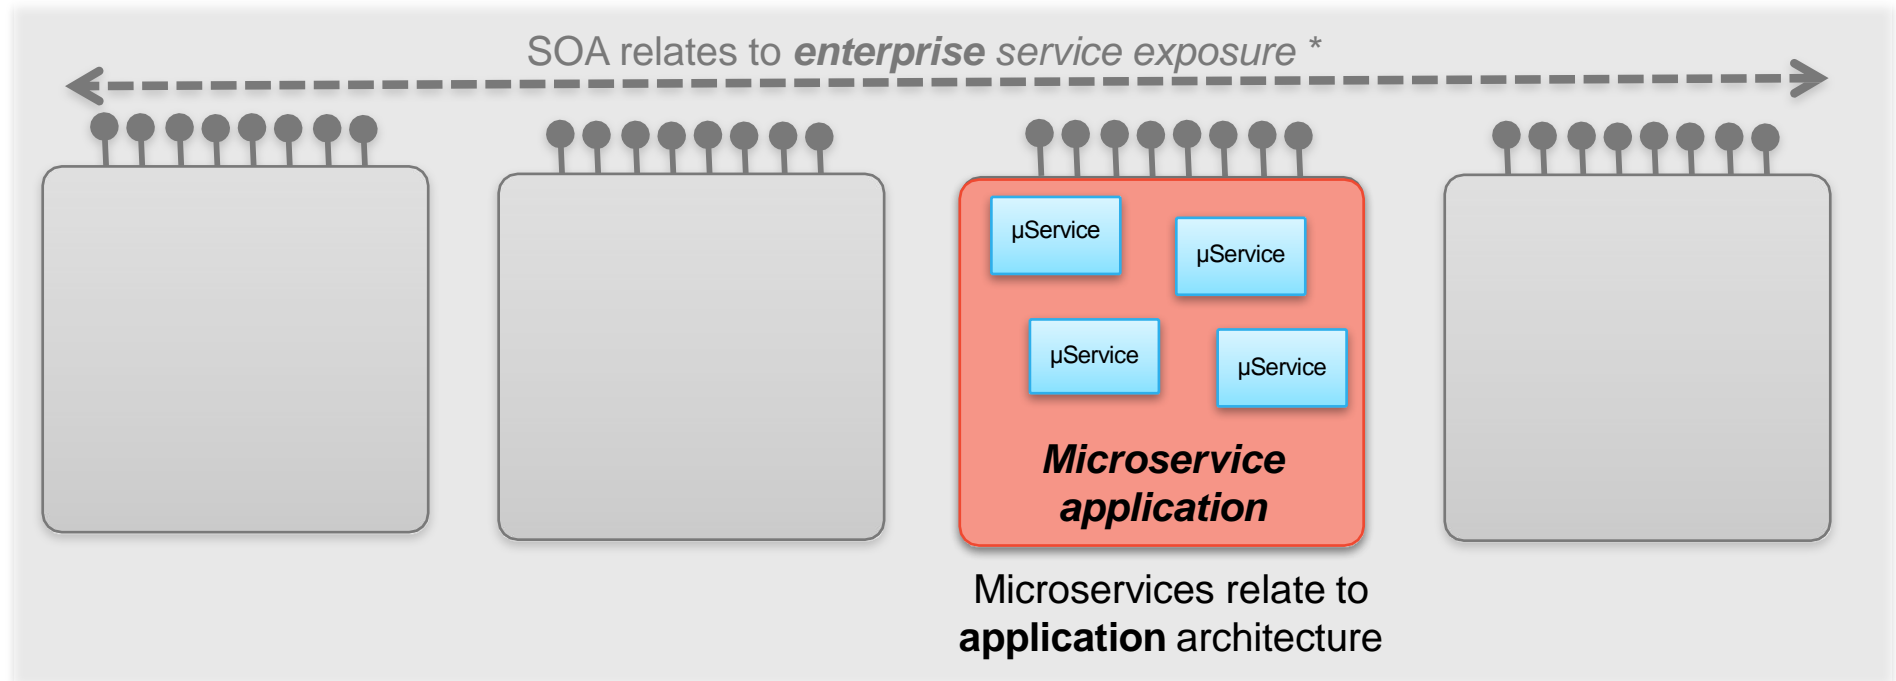 SOA relates to enterprise service exposure *
µService
µService
µService
µService
Microservice
application
Microservices relate to
application architecture